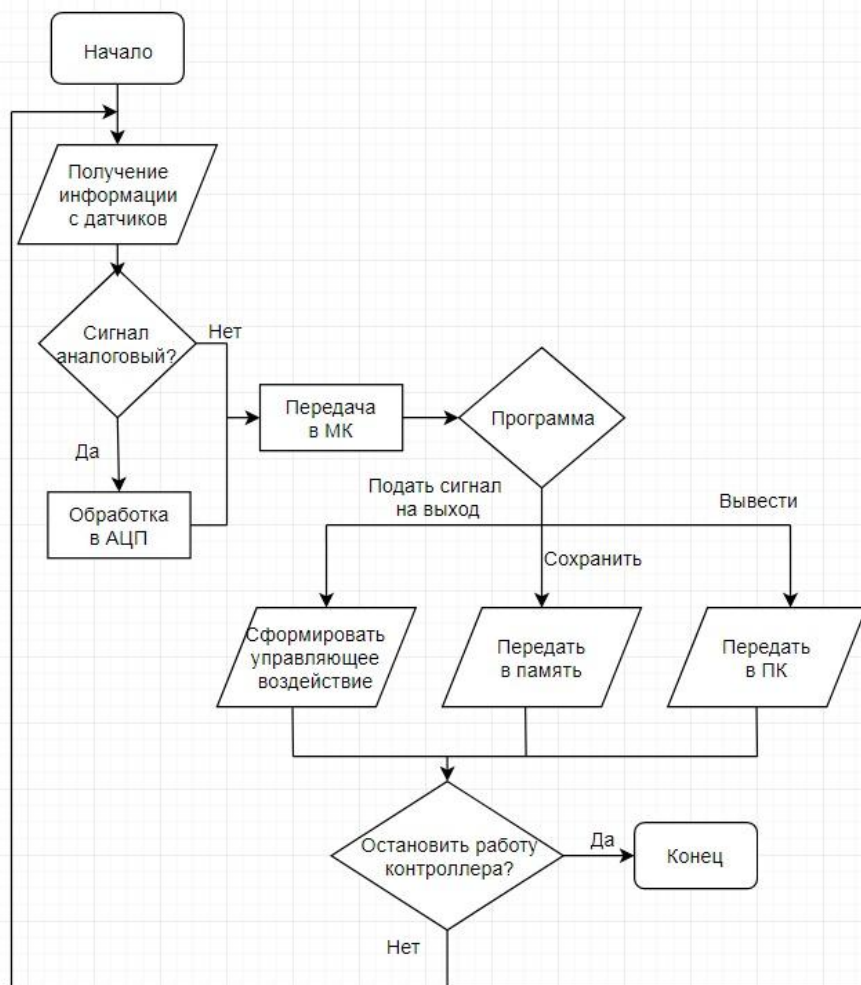 Начало
Получение
информации
с датчиков
Сигнал
аналоговый?
Нет
Да
Обработка
в АЦП
Передача
в МК
Программа
Подать сигнал
на выход
Сохранить
Вывести
Сформировать
управляющее
воздействие
Передать
в память
Передать
в ПК
Остановить работу
контроллера?
Да
Конец
Нет